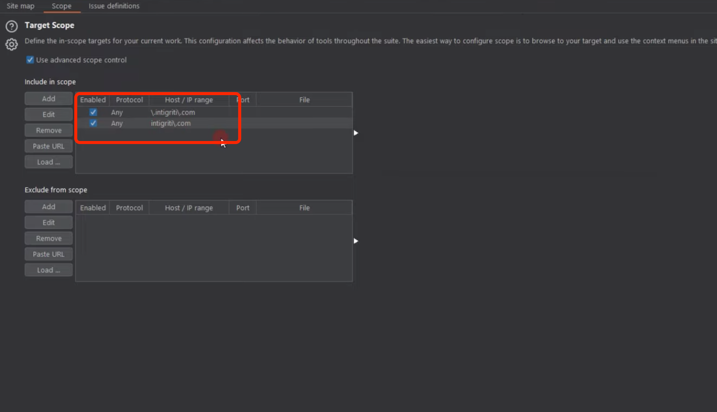 Site map Scope Issue definitions
Target Scope
Define the in-scope targets for your current work. This configuration affects the behavior of tools throughout the suite. The easiest way to configure scope is to browse to your target and use the context menus in the sit
Use advanced scope control
Include in scope
Add
Edit
Remove
Paste URL
Load ...
Enabled Protocol Host / IP range Port File
Any \.intigriti\.com
Any intigriti\.com
Exclude from scope
Add
Edit
Remove
Paste URL
Load ...
Enabled Protocol Host / IP range Port File